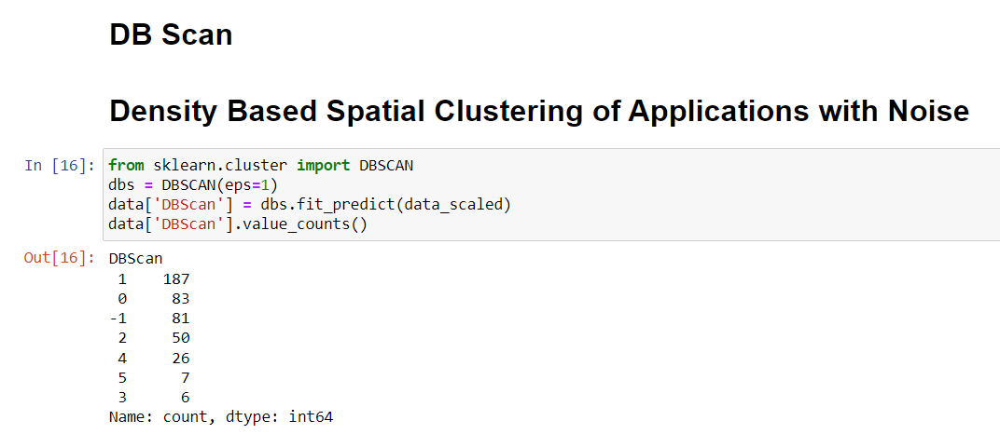 DB Scan
Density Based Spatial Clustering of Applications with Noise
In [16]: from sklearn.cluster import DBSCAN
dbs = DBSCAN(eps=1)
data['DBScan'] = dbs.fit_predict(data_scaled)
data['DBScan'].value_counts()
Out[16]: DBScan
1 187
0 83
-1 81
2 50
4 26
5 7
3 6
Name: count, dtype: int64